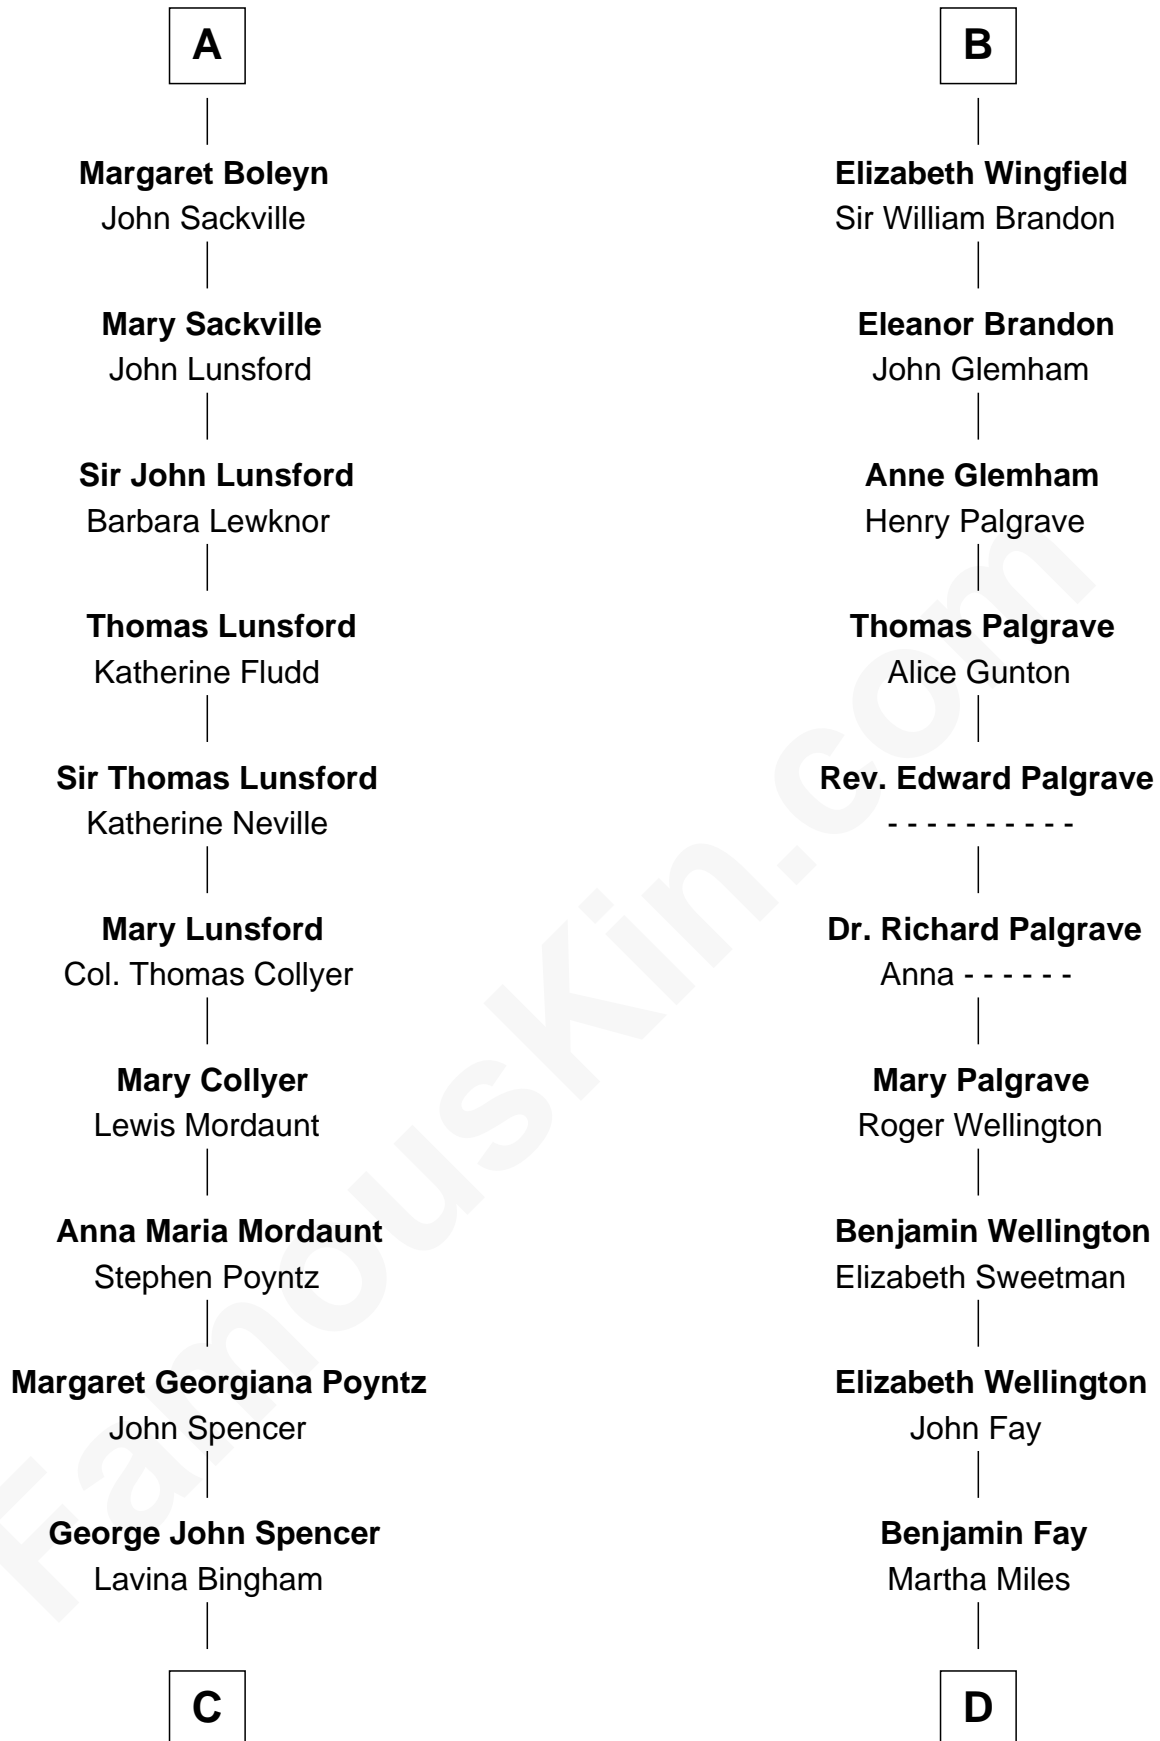 A
Margaret Boleyn
John Sackville
Mary Sackville
John Lunsford
Sir John Lunsford
Barbara Lewknor
Thomas Lunsford
Katherine Fludd
Sir Thomas Lunsford
Katherine Neville
Mary Lunsford
Col. Thomas Collyer
Mary Collyer
Lewis Mordaunt
Anna Maria Mordaunt
Stephen Poyntz
Margaret Georgiana Poyntz
John Spencer
George John Spencer
Lavina Bingham
C
B
Elizabeth Wingfield
Sir William Brandon
Eleanor Brandon
John Glemham
Anne Glemham
Henry Palgrave
Thomas Palgrave
Alice Gunton
Rev. Edward Palgrave
- - - - - - - - - -
Dr. Richard Palgrave
Anna - - - - - -
Mary Palgrave
Roger Wellington
Benjamin Wellington
Elizabeth Sweetman
Elizabeth Wellington
John Fay
Benjamin Fay
Martha Miles
D
FamousKin.com